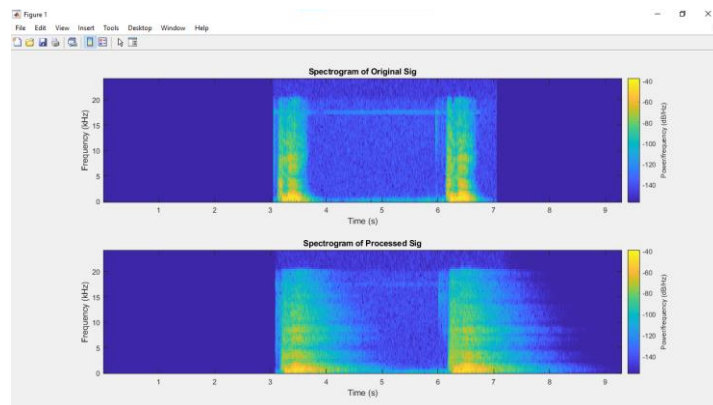 Figure 1
File Edit View Insert Tools Desktop Window Help
Spectrogram of Original Sig
Frequency (kHz)
20
15
10
5
0
1 2 3 4 5 6 7 8 9
Time (s)
-40
-60
-80
-100
-120
-140
Power/frequency (dB/Hz)
Spectrogram of Processed Sig
Frequency (kHz)
20
15
10
5
0
1 2 3 4 5 6 7 8 9
Time (s)
-40
-60
-80
-100
-120
-140
Power/frequency (dB/Hz)